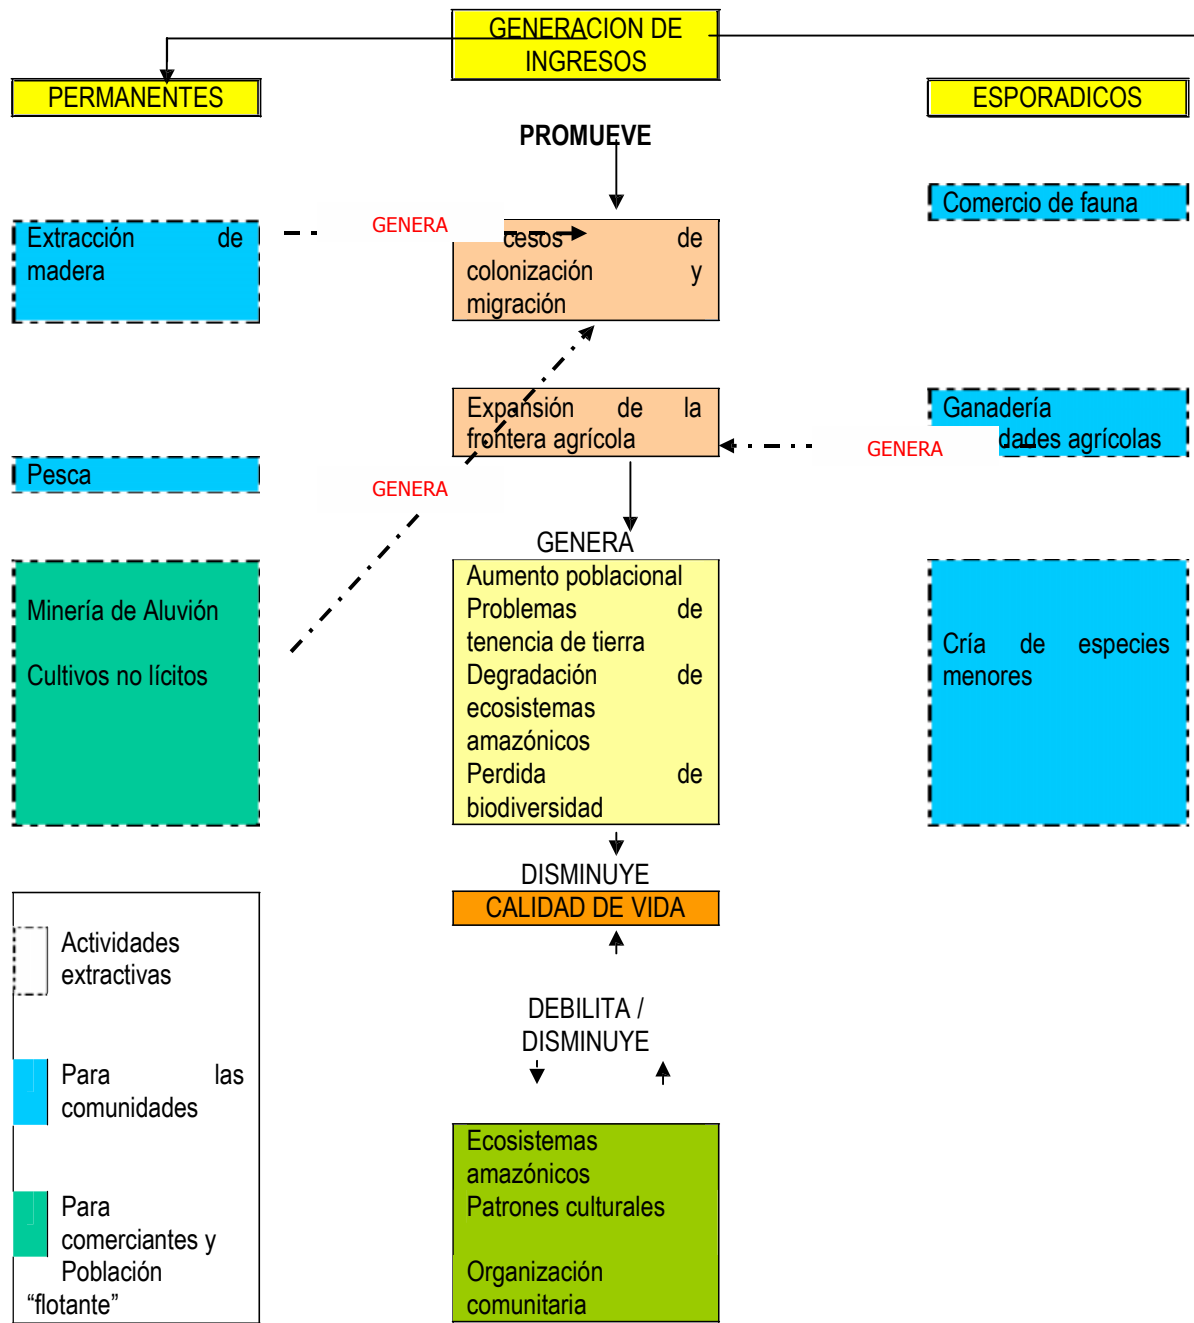 GENERACION DE
INGRESOS
PERMANENTES
ESPORADICOS
PROMUEVE
Comercio de fauna
Extracción de
madera
GENERA
cesos de
colonización y
migración
Expansión de la
frontera agrícola
Ganadería
dades agrícolas
GENERA
Pesca
GENERA
GENERA
Aumento poblacional
Problemas de
tenencia de tierra
Degradación de
ecosistemas
amazónicos
Perdida de
biodiversidad
Minería de Aluvión
Cultivos no lícitos
Cría de especies
menores
DISMINUYE
CALIDAD DE VIDA
DEBILITA /
DISMINUYE
Actividades
extractivas
Para las
comunidades
Para
comerciantes y
Población
“flotante”
Ecosistemas
amazónicos
Patrones culturales
Organización
comunitaria